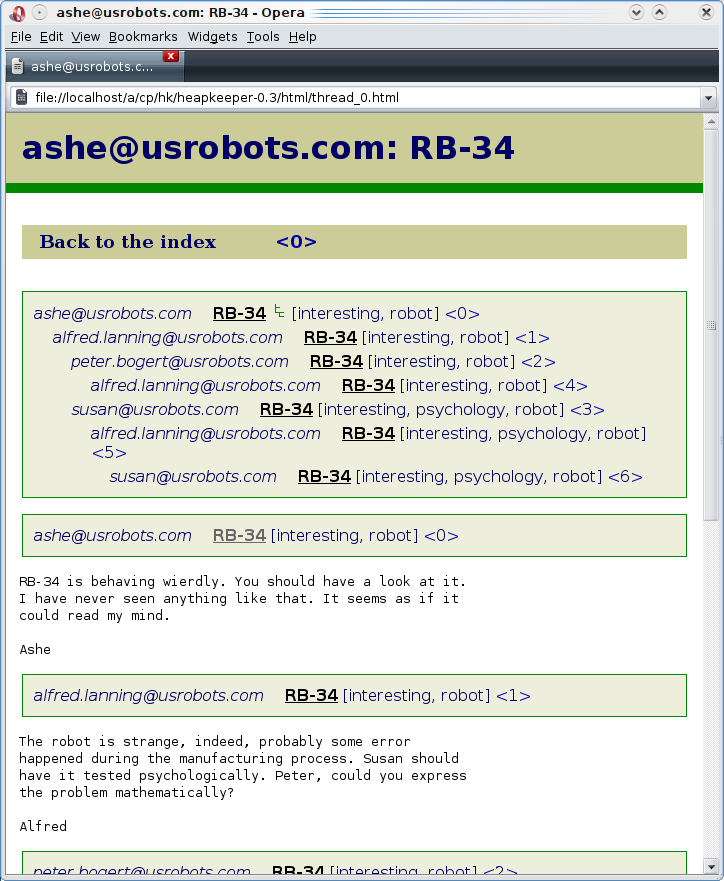 ashe@usrobots.com: RB-34 - Opera
File Edit View Bookmarks Widgets Tools Help
ashe@usrobots.c... x
file://localhost/a/cp/hk/heapkeeper-0.3/html/thread_0.html
ashe@usrobots.com: RB-34
Back to the index <0>
ashe@usrobots.com RB-34 [interesting, robot] <0>
alfred.lanning@usrobots.com RB-34 [interesting, robot] <1>
peter.bogert@usrobots.com RB-34 [interesting, robot] <2>
alfred.lanning@usrobots.com RB-34 [interesting, robot] <4>
susan@usrobots.com RB-34 [interesting, psychology, robot] <3>
alfred.lanning@usrobots.com RB-34 [interesting, psychology, robot]
<5>
susan@usrobots.com RB-34 [interesting, psychology, robot] <6>
ashe@usrobots.com RB-34 [interesting, robot] <0>
RB-34 is behaving wierdly. You should have a look at it.
I have never seen anything like that. It seems as if it
could read my mind.
Ashe
alfred.lanning@usrobots.com RB-34 [interesting, robot] <1>
The robot is strange, indeed, probably some error
happened during the manufacturing process. Susan should
have it tested psychologically. Peter, could you express
the problem mathematically?
Alfred
peter.bogert@usrobots.com RB-34 [interesting, robot] <2>